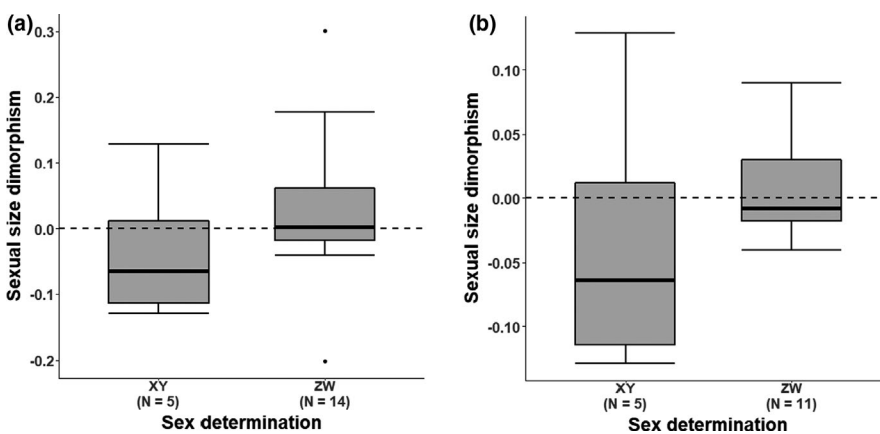 (a)
Sexual size dimorphism
0.3
0.2
0.1
0.0
-0.1
-0.2
XY
(N = 5)
ZW
(N = 14)
Sex determination
(b)
Sexual size dimorphism
0.10
0.05
0.00
-0.05
-0.10
XY
(N = 5)
ZW
(N = 11)
Sex determination